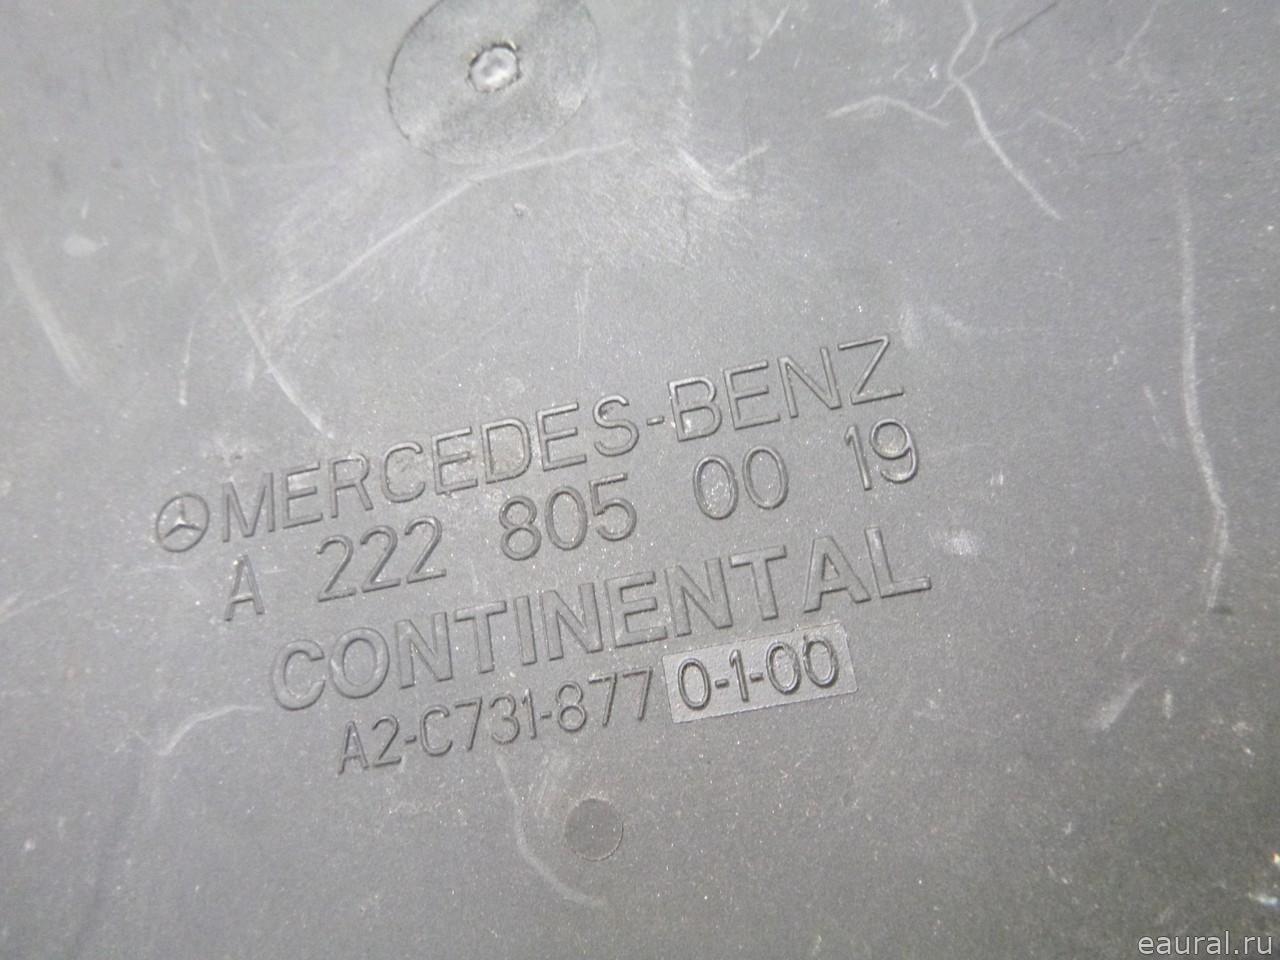 MERCEDES-BENZ
A 222 805 00 19
CONTINENTAL
A2-C731-877 0-1-00
eaural.ru